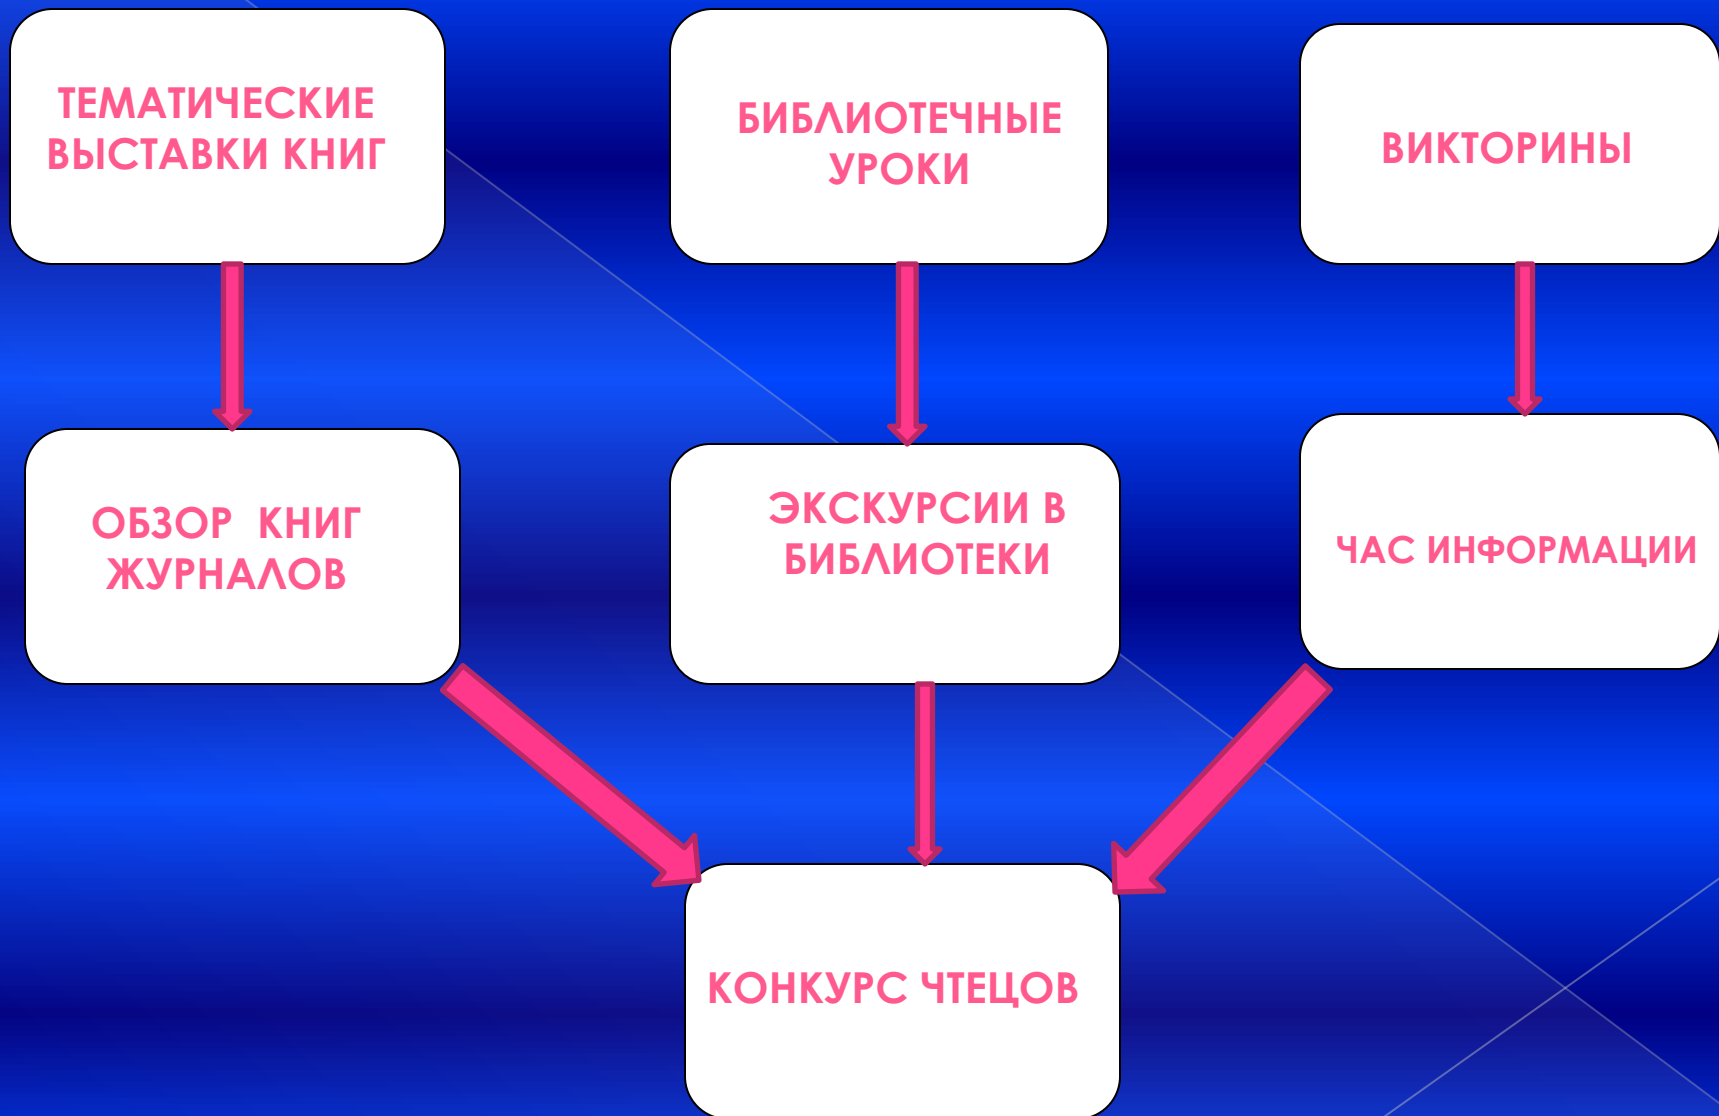 ТЕМАТИЧЕСКИЕ
ВЫСТАВКИ КНИГ
БИБЛИОТЕЧНЫЕ
УРОКИ
ВИКТОРИНЫ
ОБЗОР  КНИГ
ЖУРНАЛОВ
ЭКСКУРСИИ В
БИБЛИОТЕКИ
ЧАС ИНФОРМАЦИИ
КОНКУРС ЧТЕЦОВ